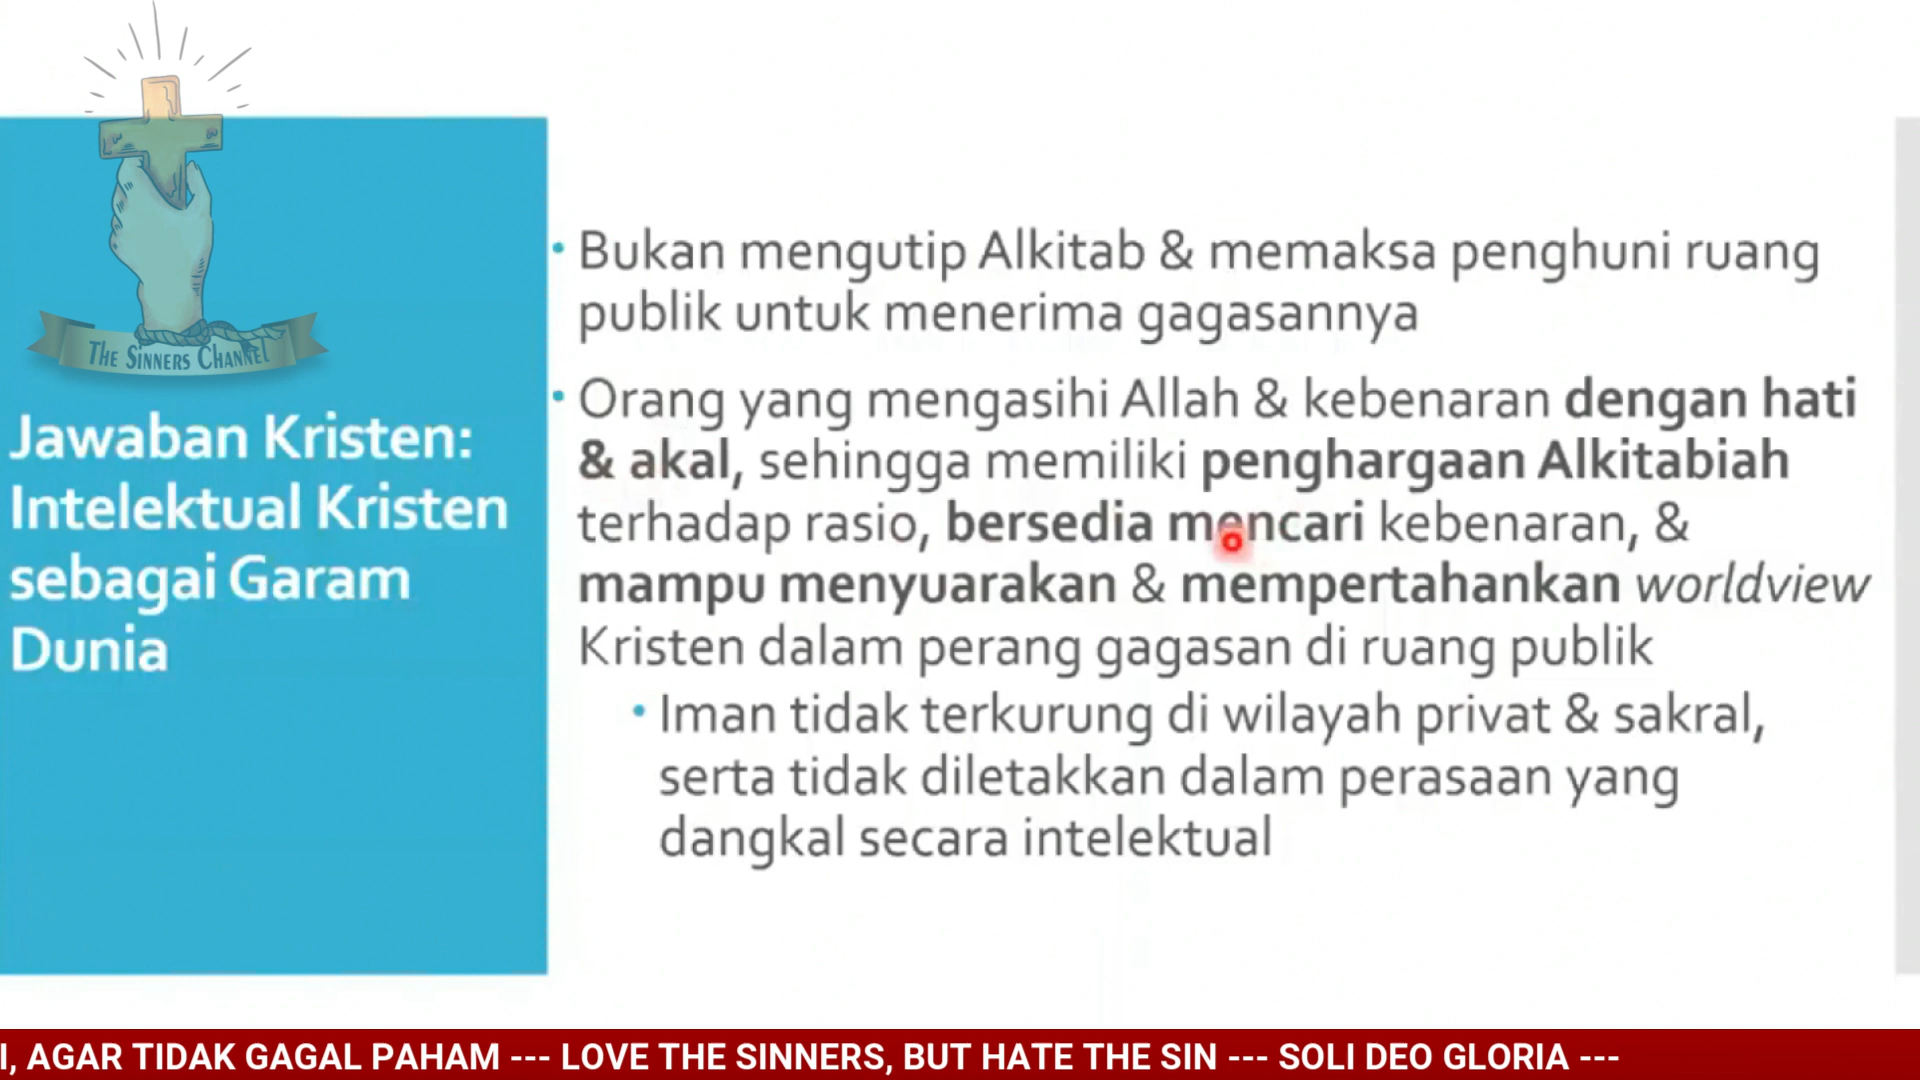 THE SINNERS CHANNEL
Jawaban Kristen:
Intelektual Kristen
sebagai Garam
Dunia
• Bukan mengutip Alkitab & memaksa penghuni ruang
publik untuk menerima gagasannya
• Orang yang mengasihi Allah & kebenaran dengan hati
& akal, sehingga memiliki penghargaan Alkitabiah
terhadap rasio, bersedia mencari kebenaran, &
mampu menyuarakan & mempertahankan worldview
Kristen dalam perang gagasan di ruang publik
• Iman tidak terkurung di wilayah privat & sakral,
serta tidak diletakkan dalam perasaan yang
dangkal secara intelektual
I, AGAR TIDAK GAGAL PAHAM --- LOVE THE SINNERS, BUT HATE THE SIN --- SOLI DEO GLORIA ---